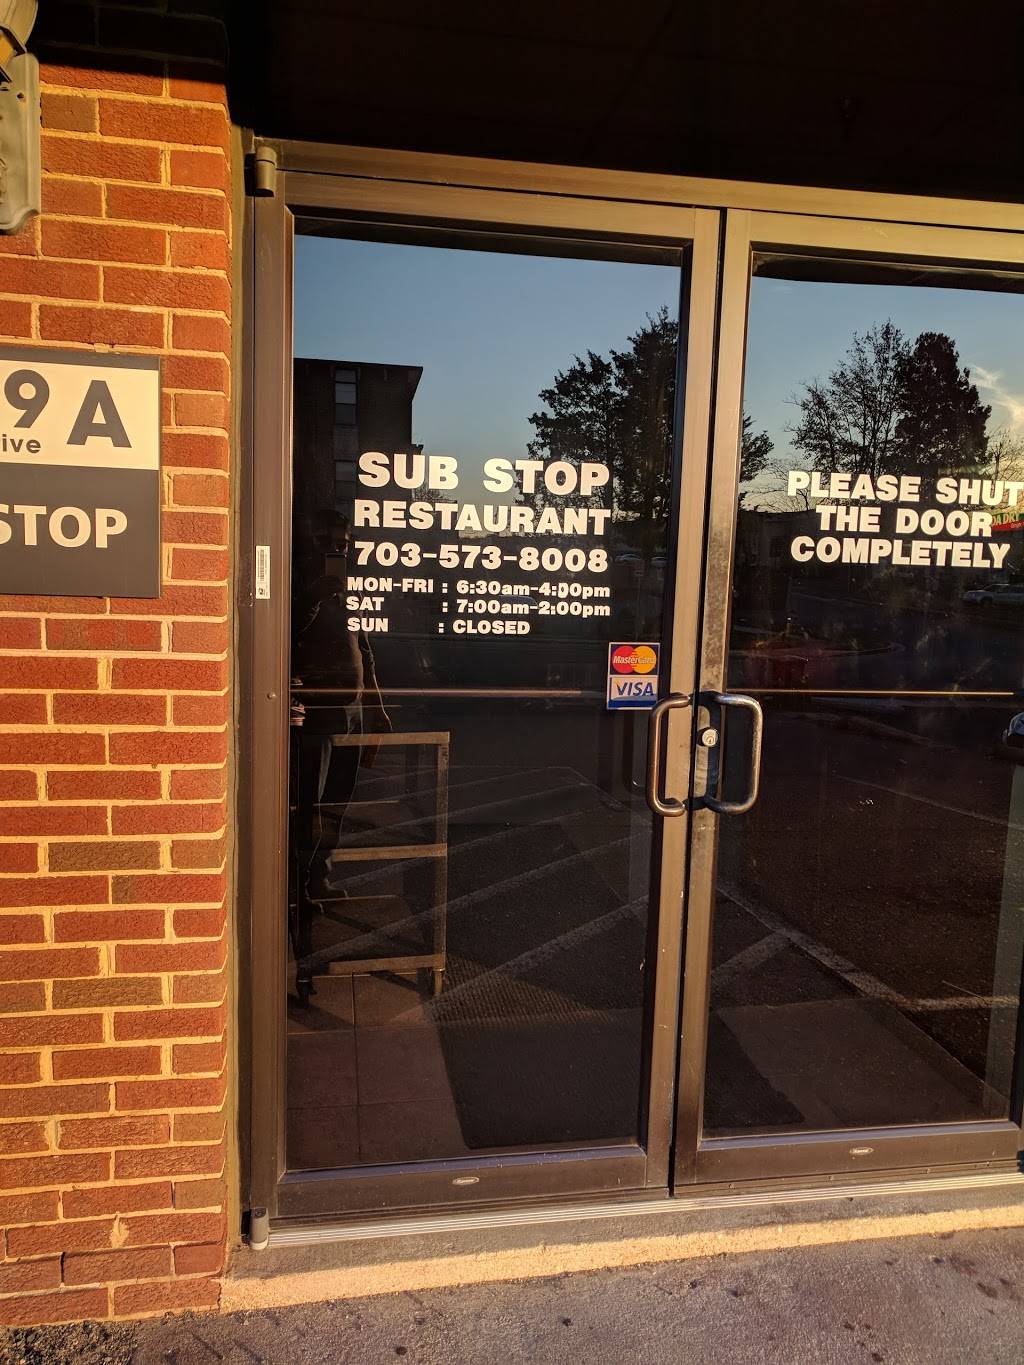 9 A
ive
STOP
SUB STOP
RESTAURANT
703-573-8008
MON-FRI : 6:30am-4:00pm
SAT : 7:00am-2:00pm
SUN : CLOSED
MasterCard
VISA
PLEASE SHUT
THE DOOR
COMPLETELY